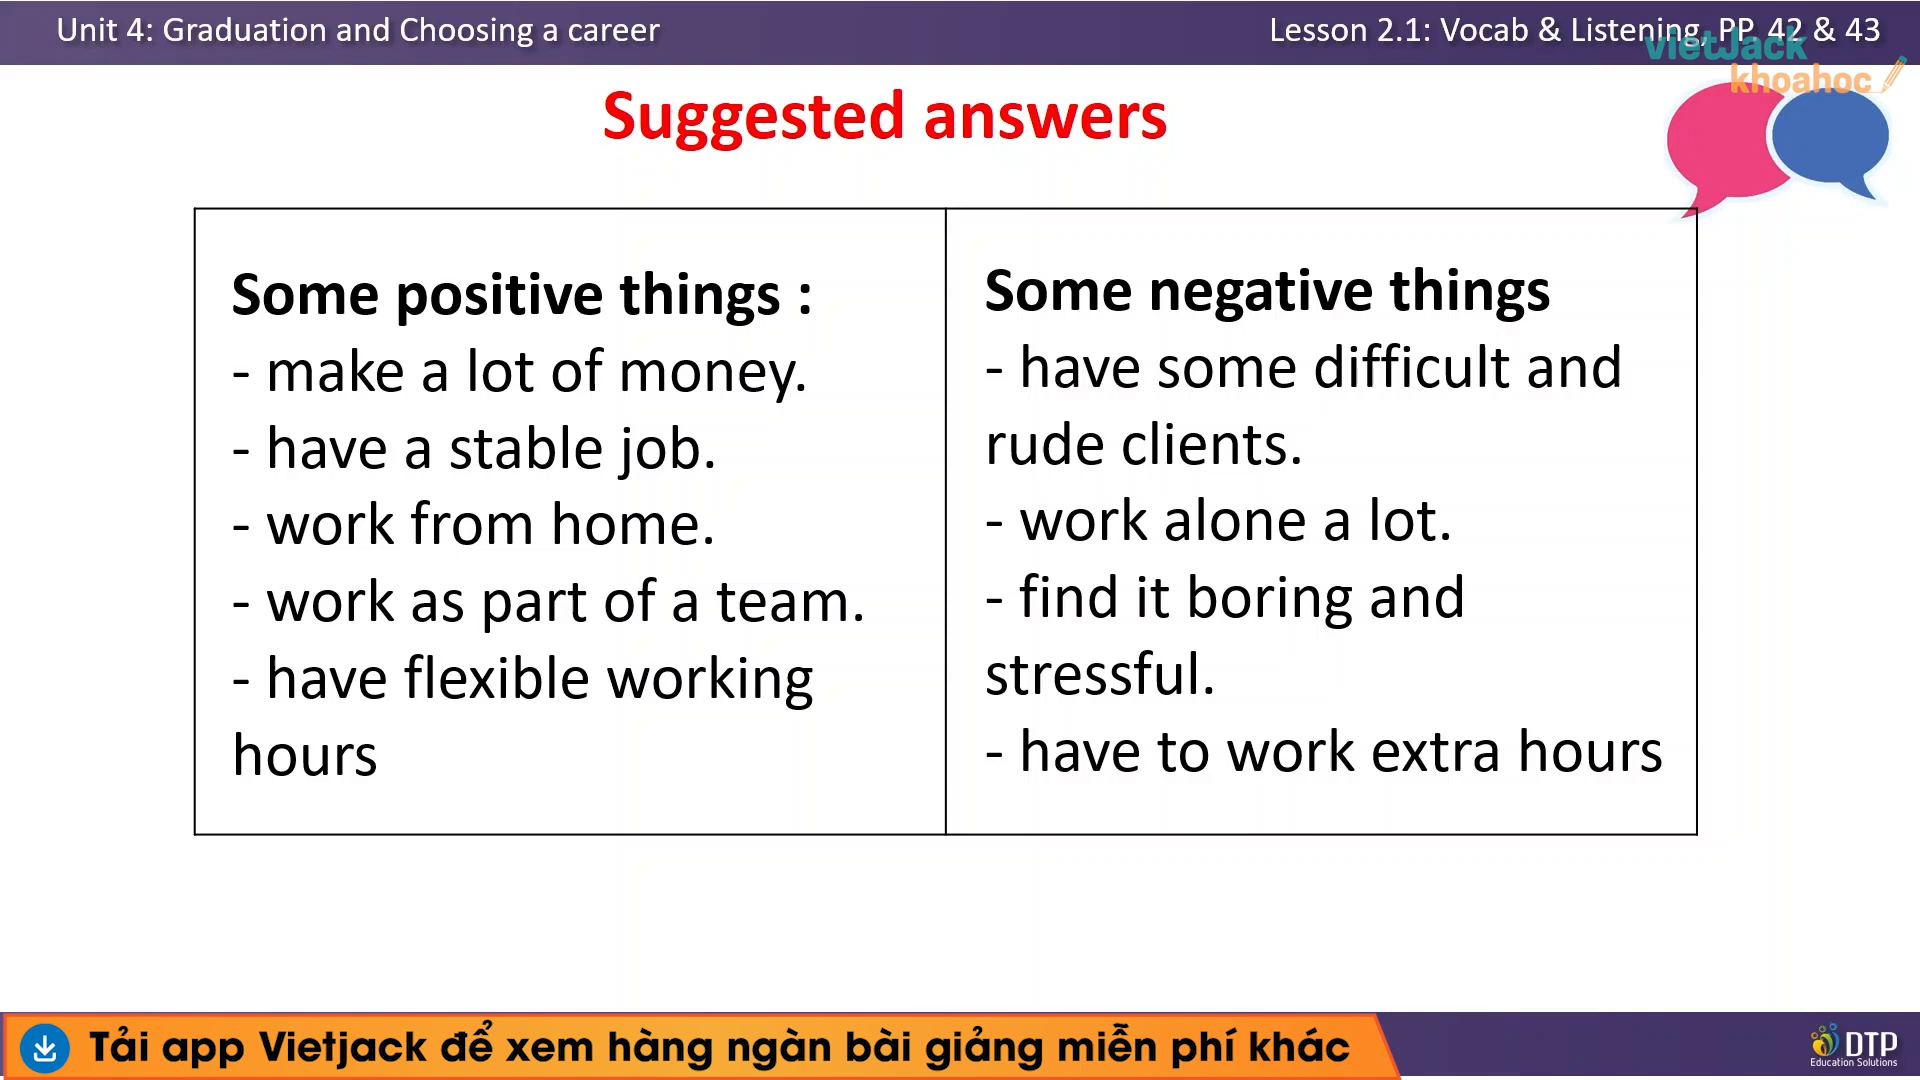 Unit 4: Graduation and Choosing a career
Lesson 2.1: Vocab & Listening, PP. 42 & 43
vietJack
khoahoc
Suggested answers
Some positive things :
- make a lot of money.
- have a stable job.
- work from home.
- work as part of a team.
- have flexible working
hours
Some negative things
- have some difficult and
rude clients.
- work alone a lot.
- find it boring and
stressful.
- have to work extra hours
Tải app Vietjack để xem hàng ngàn bài giảng miễn phí khác
DTP
Education Solutions